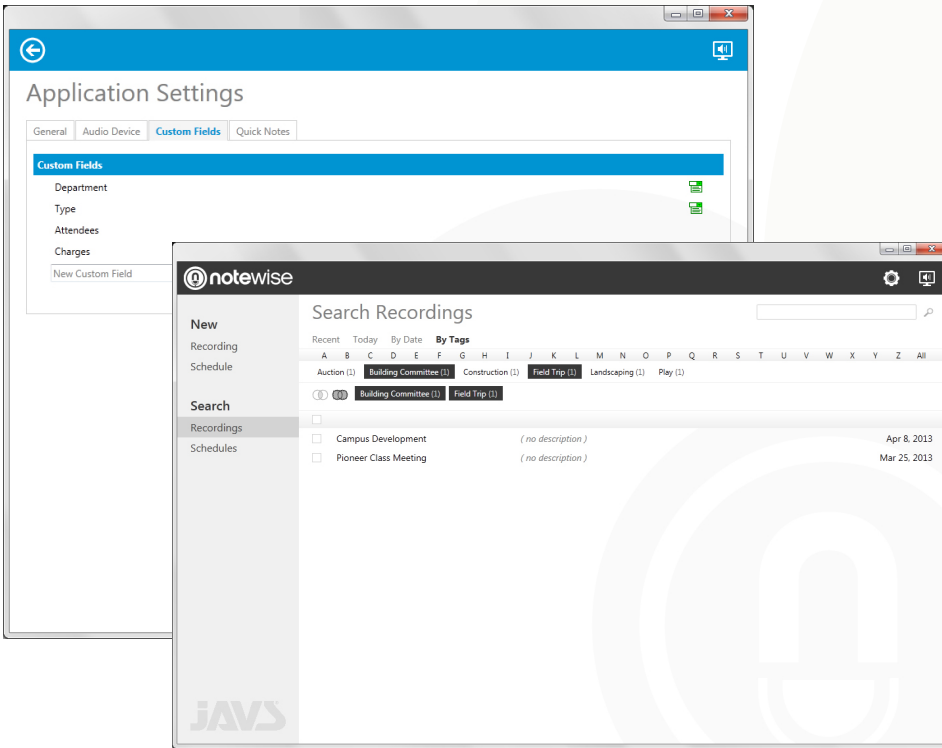 Application Settings
General Audio Device Custom Fields Quick Notes
Custom Fields
Department
Type
Attendees
Charges
New Custom Field
notewise
New
Recording
Schedule
Search
Recordings
Schedules
JAVS
Search Recordings
Recent Today By Date By Tags
A B C D E F G H I J K L M N O P Q R S T U V W X Y Z All
Auction (1) Building Committee (1) Construction (1) Field Trip (1) Landscaping (1) Play (1)
Building Committee (1) Field Trip (1)
Campus Development ( no description ) Apr 8, 2013
Pioneer Class Meeting ( no description ) Mar 25, 2013